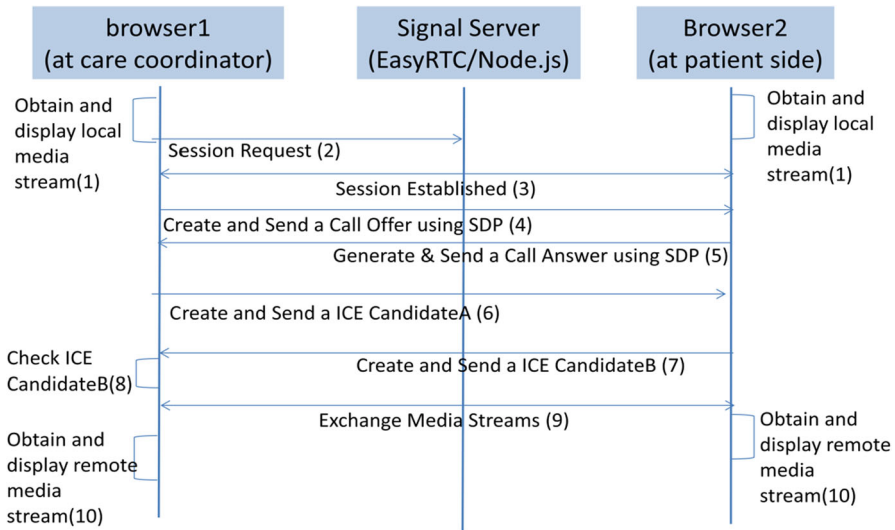 browser1
(at care coordinator)
Signal Server
(EasyRTC/Node.js)
Browser2
(at patient side)
Obtain and
display local
media
stream(1)
Obtain and
display local
media
stream(1)
Session Request (2)
Session Established (3)
Create and Send a Call Offer using SDP (4)
Generate & Send a Call Answer using SDP (5)
Create and Send a ICE CandidateA (6)
Create and Send a ICE CandidateB (7)
Check ICE
CandidateB(8)
Exchange Media Streams (9)
Obtain and
display remote
media
stream(10)
Obtain and
display remote
media
stream(10)